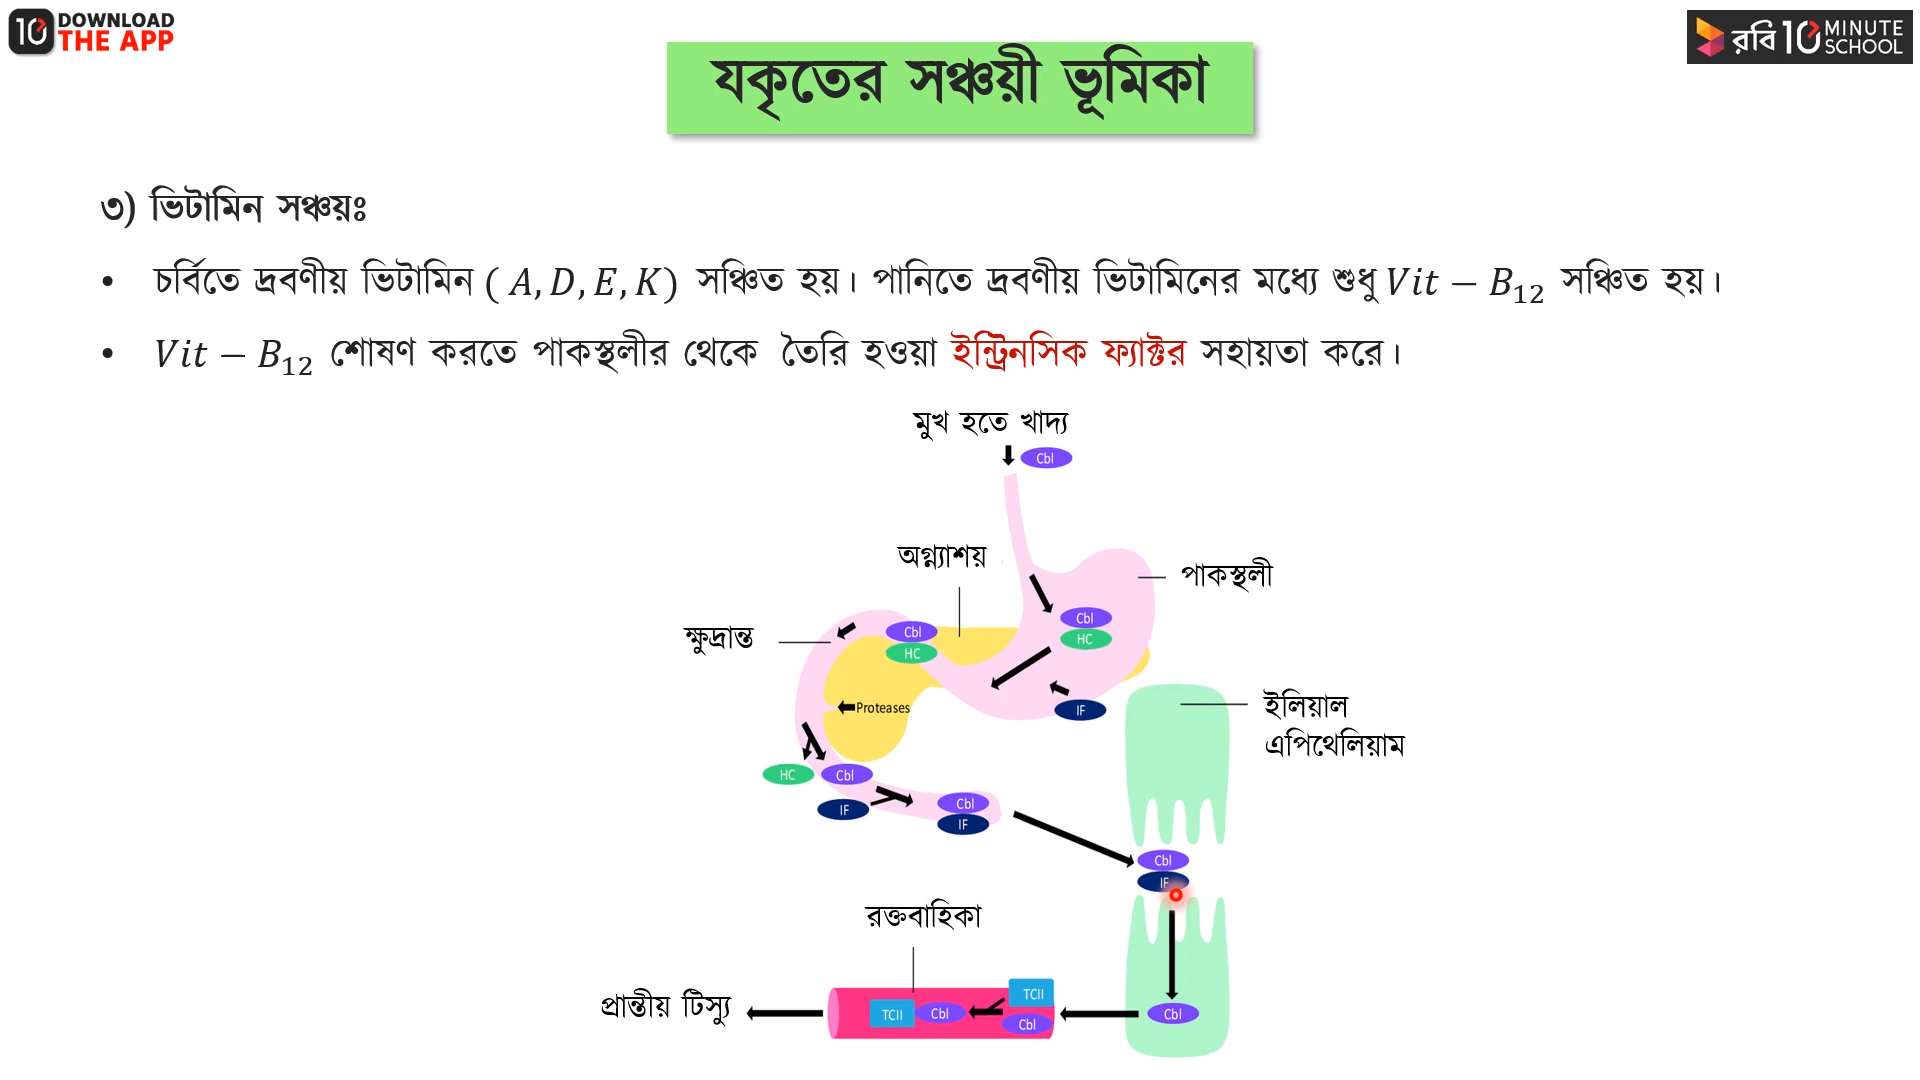 10 DOWNLOAD
THE APP
রবি 10 MINUTE
SCHOOL
যকৃতের সঞ্চয়ী ভূমিকা
৩) ভিটামিন সঞ্চয়ঃ
• চর্বিতে দ্রবণীয় ভিটামিন ( A, D, E, K) সঞ্চিত হয়। পানিতে দ্রবণীয় ভিটামিনের মধ্যে শুধু Vit − B₁₂ সঞ্চিত হয়।
• Vit − B₁₂ শোষণ করতে পাকস্থলীর থেকে তৈরি হওয়া ইন্ট্রিনসিক ফ্যাক্টর সহায়তা করে।
মুখ হতে খাদ্য
Cbl
অগ্ন্যাশয়
পাকস্থলী
Cbl
HC
ক্ষুদ্রান্ত
Cbl
HC
Proteases
IF
ইলিয়াল
এপিথেলিয়াম
HC
Cbl
IF
Cbl
IF
Cbl
IF
রক্তবাহিকা
প্রান্তীয় টিস্যু
TCII
Cbl
TCII
Cbl
Cbl